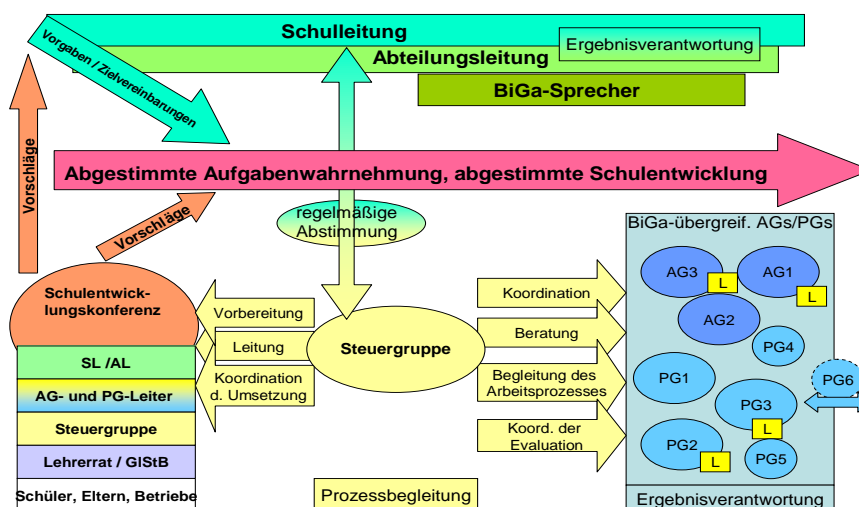 Schulleitung
Abteilungsleitung
Ergebnisverantwortung
BiGa-Sprecher
Vorgaben / Zielvereinbarungen
Vorschläge
Abgestimmte Aufgabenwahrnehmung, abgestimmte Schulentwicklung
Vorschläge
regelmäßige
Abstimmung
BiGa-übergreif. AGs/PGs
AG3
AG1
L
L
AG2
PG4
PG1
PG6
PG3
L
PG2
L
PG5
Ergebnisverantwortung
Schulentwick-
lungskonferenz
SL /AL
AG- und PG-Leiter
Steuergruppe
Lehrerrat / GlStB
Schüler, Eltern, Betriebe
Vorbereitung
Leitung
Koordination
d. Umsetzung
Steuergruppe
Koordination
Beratung
Begleitung des
Arbeitsprozesses
Koord. der
Evaluation
Prozessbegleitung